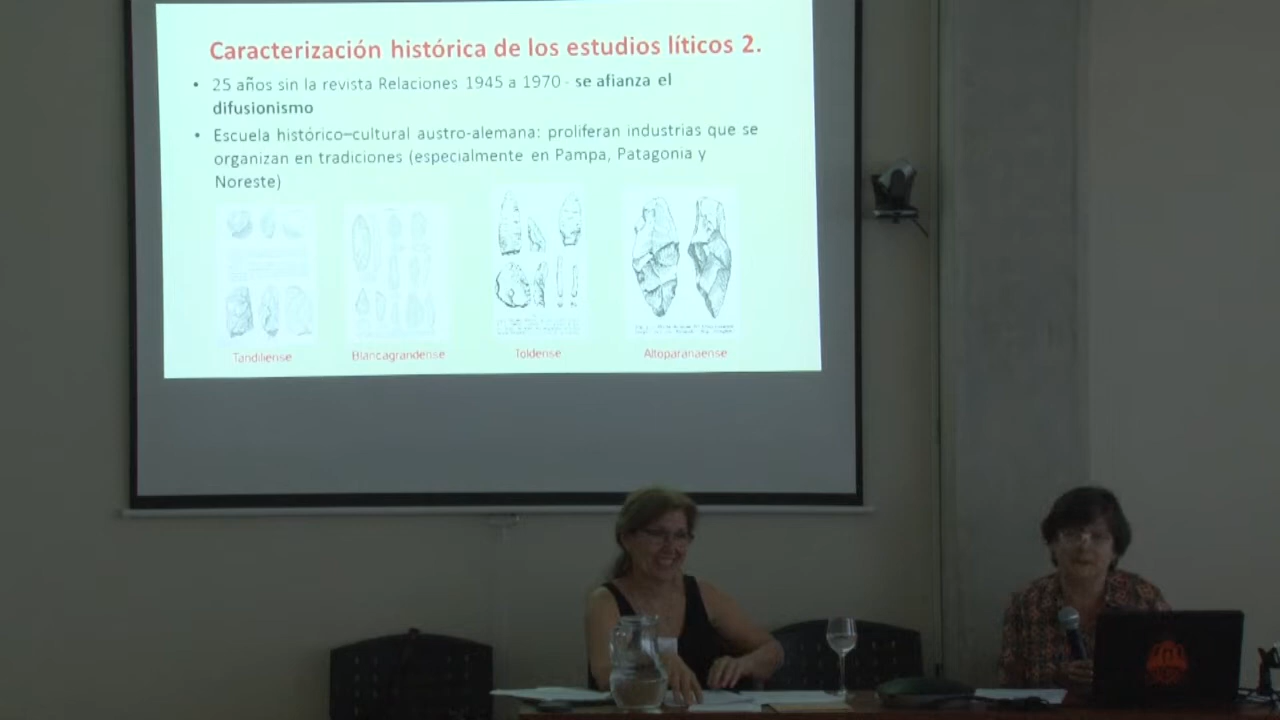 Caracterización histórica de los estudios líticos 2.
• 25 años sin la revista Relaciones 1945 a 1970 - se afianza el
difusionismo
• Escuela histórico–cultural austro-alemana: proliferan industrias que se
organizan en tradiciones (especialmente en Pampa, Patagonia y
Noreste)
Tandiliense Blancagrandense Toldense Altoparanaense